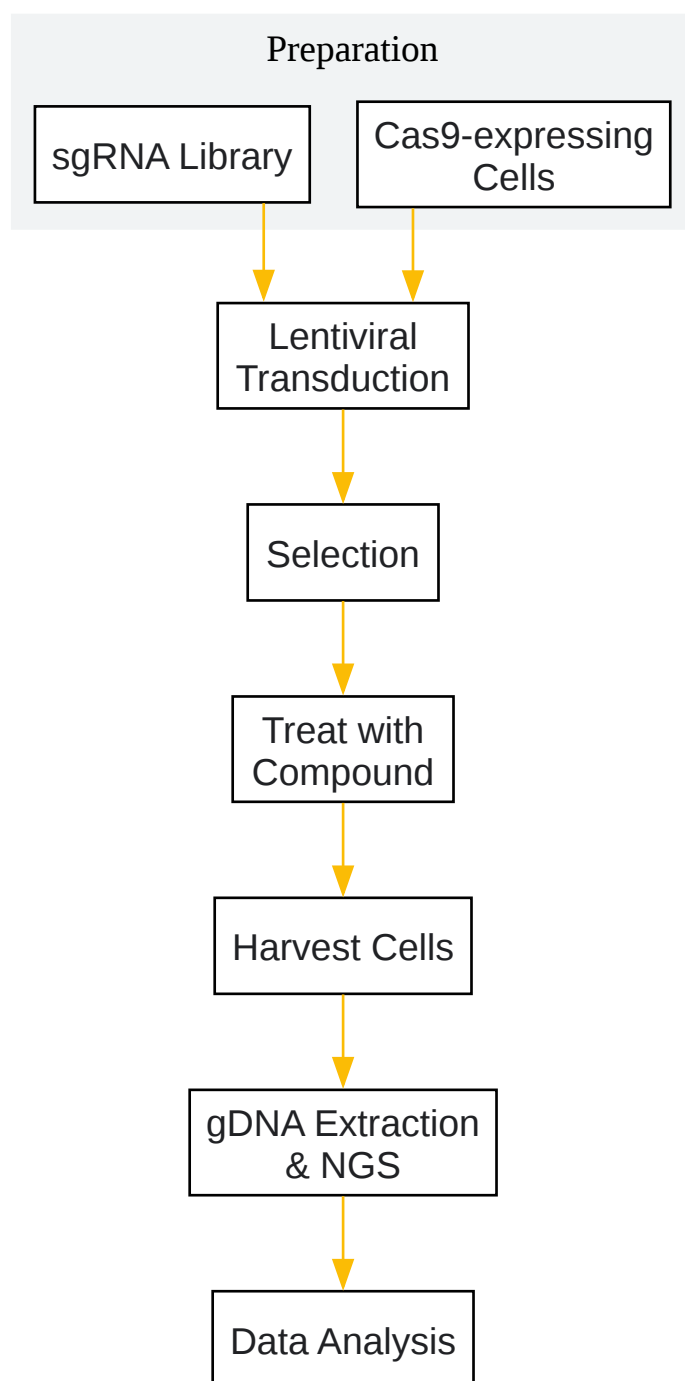 Preparation
sgRNA Library
Cas9-expressing
Cells
Lentiviral
Transduction
Selection
Treat with
Compound
Harvest Cells
gDNA Extraction
& NGS
Data Analysis